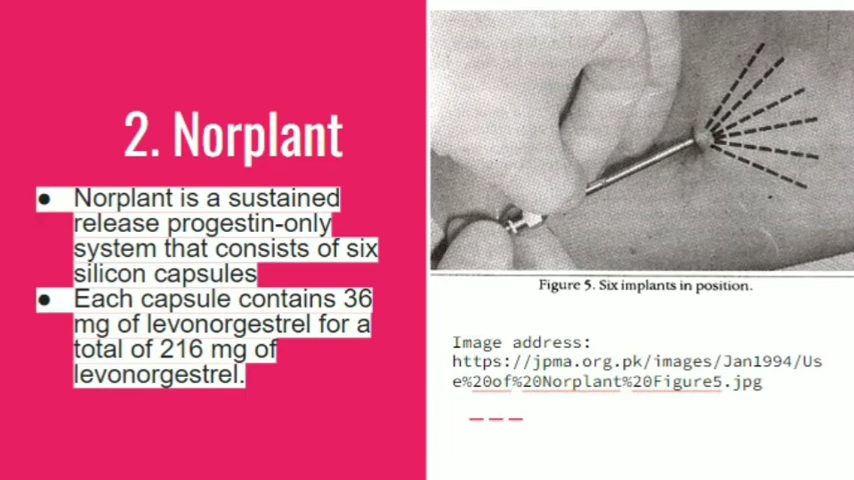 2. Norplant
● Norplant is a sustained
release progestin-only
system that consists of six
silicon capsules
● Each capsule contains 36
mg of levonorgestrel for a
total of 216 mg of
levonorgestrel.
Figure 5. Six implants in position.
Image address:
https://jpma.org.pk/images/Jan1994/Us
e%20of%20Norplant%20Figure5.jpg